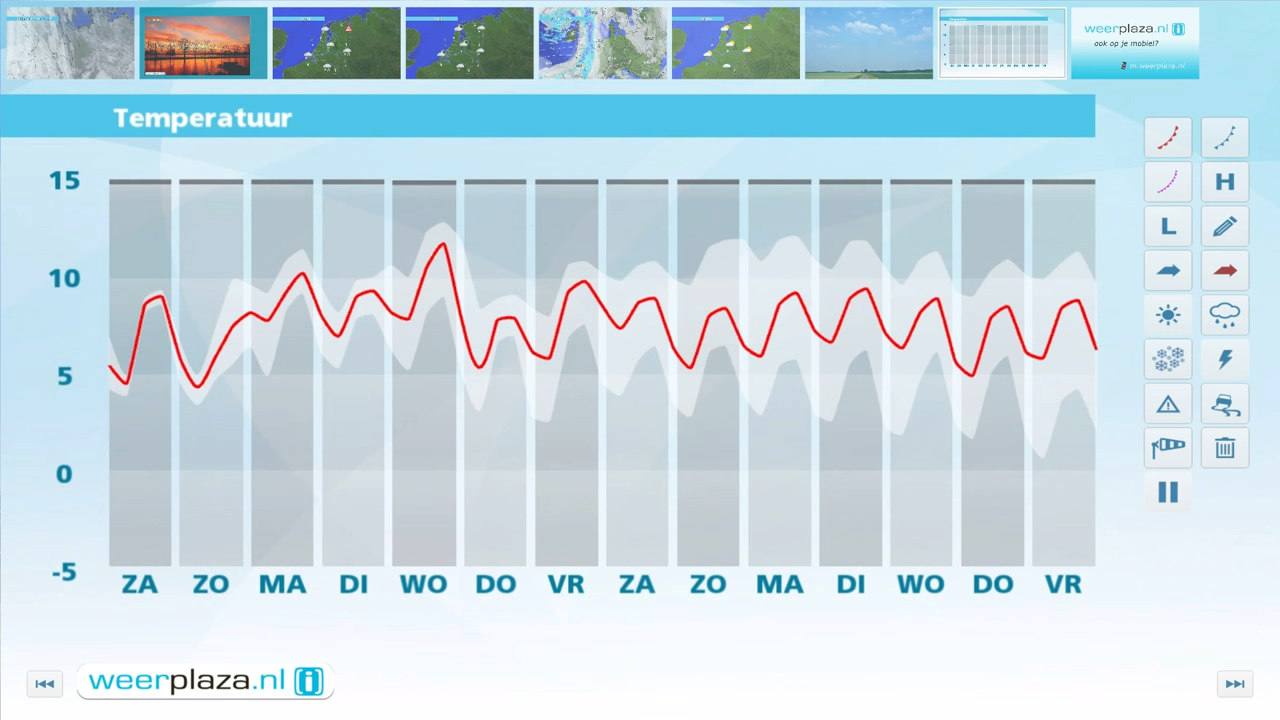 weerplaza.nl i
ook op je mobiel?
m.weerplaza.nl
Temperatuur
15
10
5
0
-5
ZA ZO MA DI WO DO VR ZA ZO MA DI WO DO VR
H
L
weerplaza.nl i